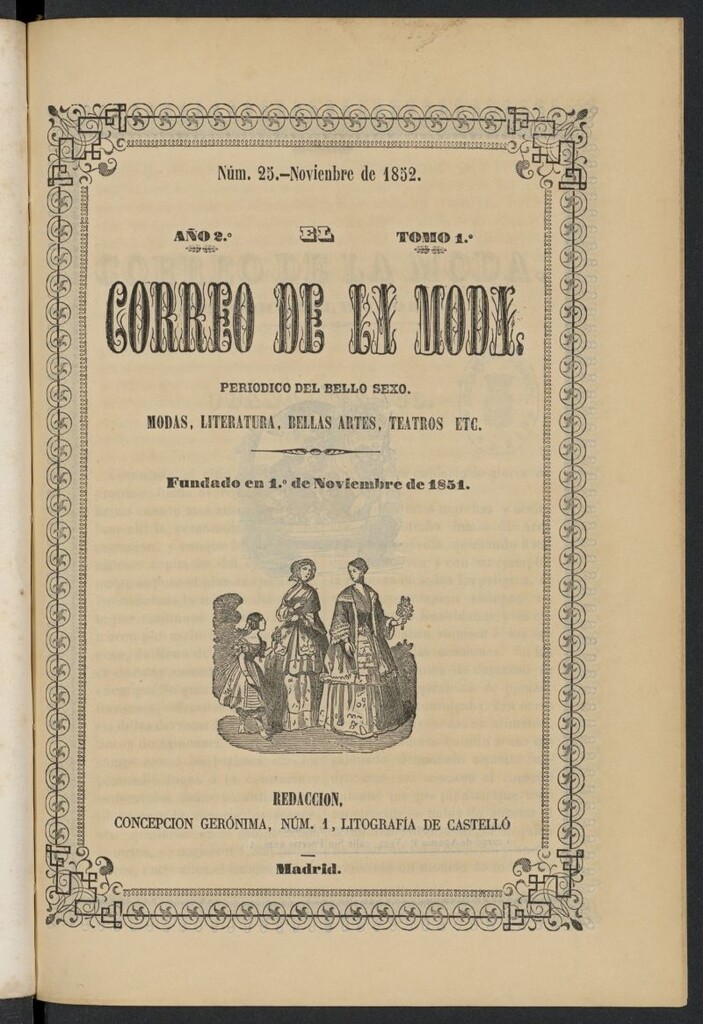 Núm. 25.—Novienbre de 1852.
AÑO 2.º EL TOMO 1.º
CORREO DE LA MODA.
PERIODICO DEL BELLO SEXO.
MODAS, LITERATURA, BELLAS ARTES, TEATROS ETC.
Fundado en 1.º de Noviembre de 1851.
REDACCION,
CONCEPCION GERÓNIMA, NÚM. 1, LITOGRAFÍA DE CASTELLÓ
Madrid.